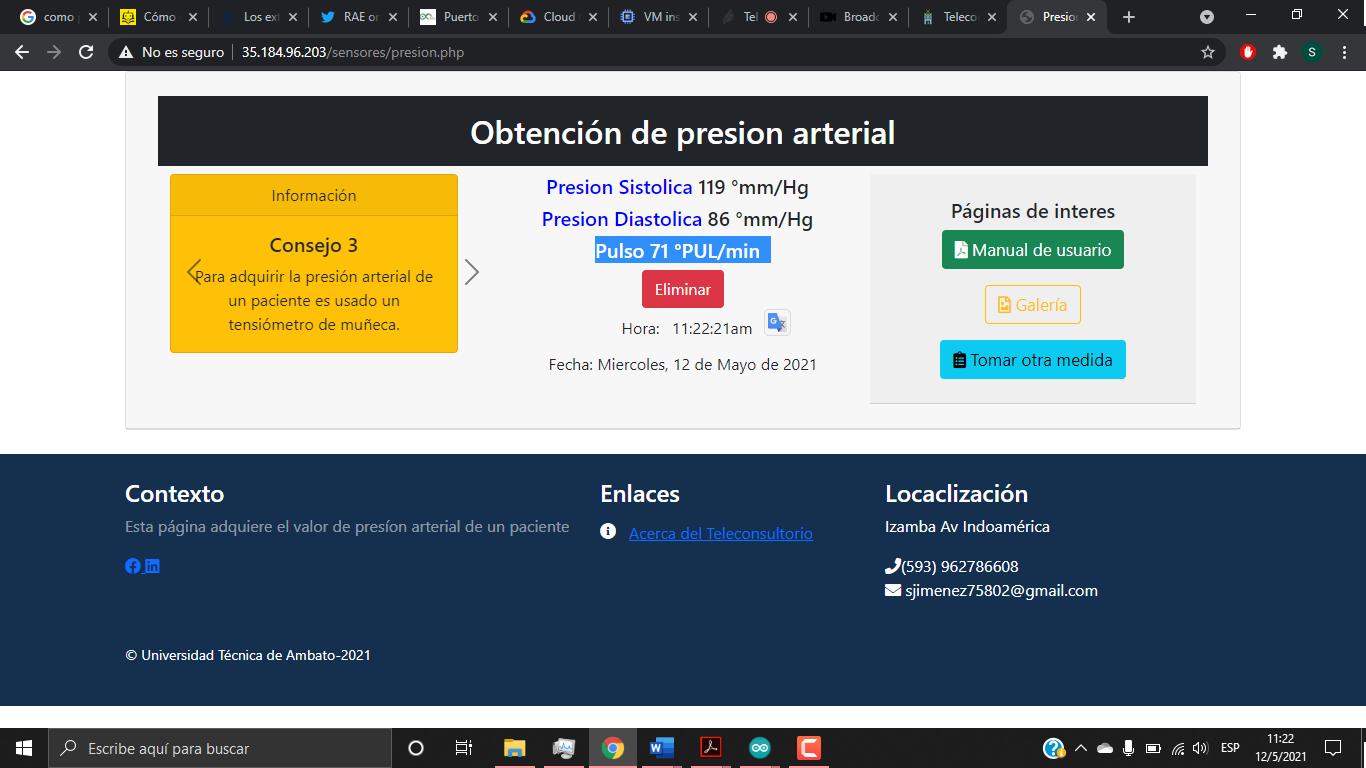 como
Cómo
Los ext
RAE or
Puerto
Cloud
VM ins
Tel
Broadc
Teleco
Presior
No es seguro
35.184.96.203/sensores/presion.php
S
Obtención de presion arterial
Información
Consejo 3
Para adquirir la presión arterial de
un paciente es usado un
tensiómetro de muñeca.
Presion Sistolica 119 °mm/Hg
Presion Diastolica 86 °mm/Hg
Pulso 71 °PUL/min
Eliminar
Hora: 11:22:21am
Fecha: Miercoles, 12 de Mayo de 2021
Páginas de interes
Manual de usuario
Galería
Tomar otra medida
Contexto
Esta página adquiere el valor de presíon arterial de un paciente
Enlaces
Acerca del Teleconsultorio
Locaclización
Izamba Av Indoamérica
(593) 962786608
sjimenez75802@gmail.com
© Universidad Técnica de Ambato-2021
Escribe aquí para buscar
ESP
11:22
12/5/2021